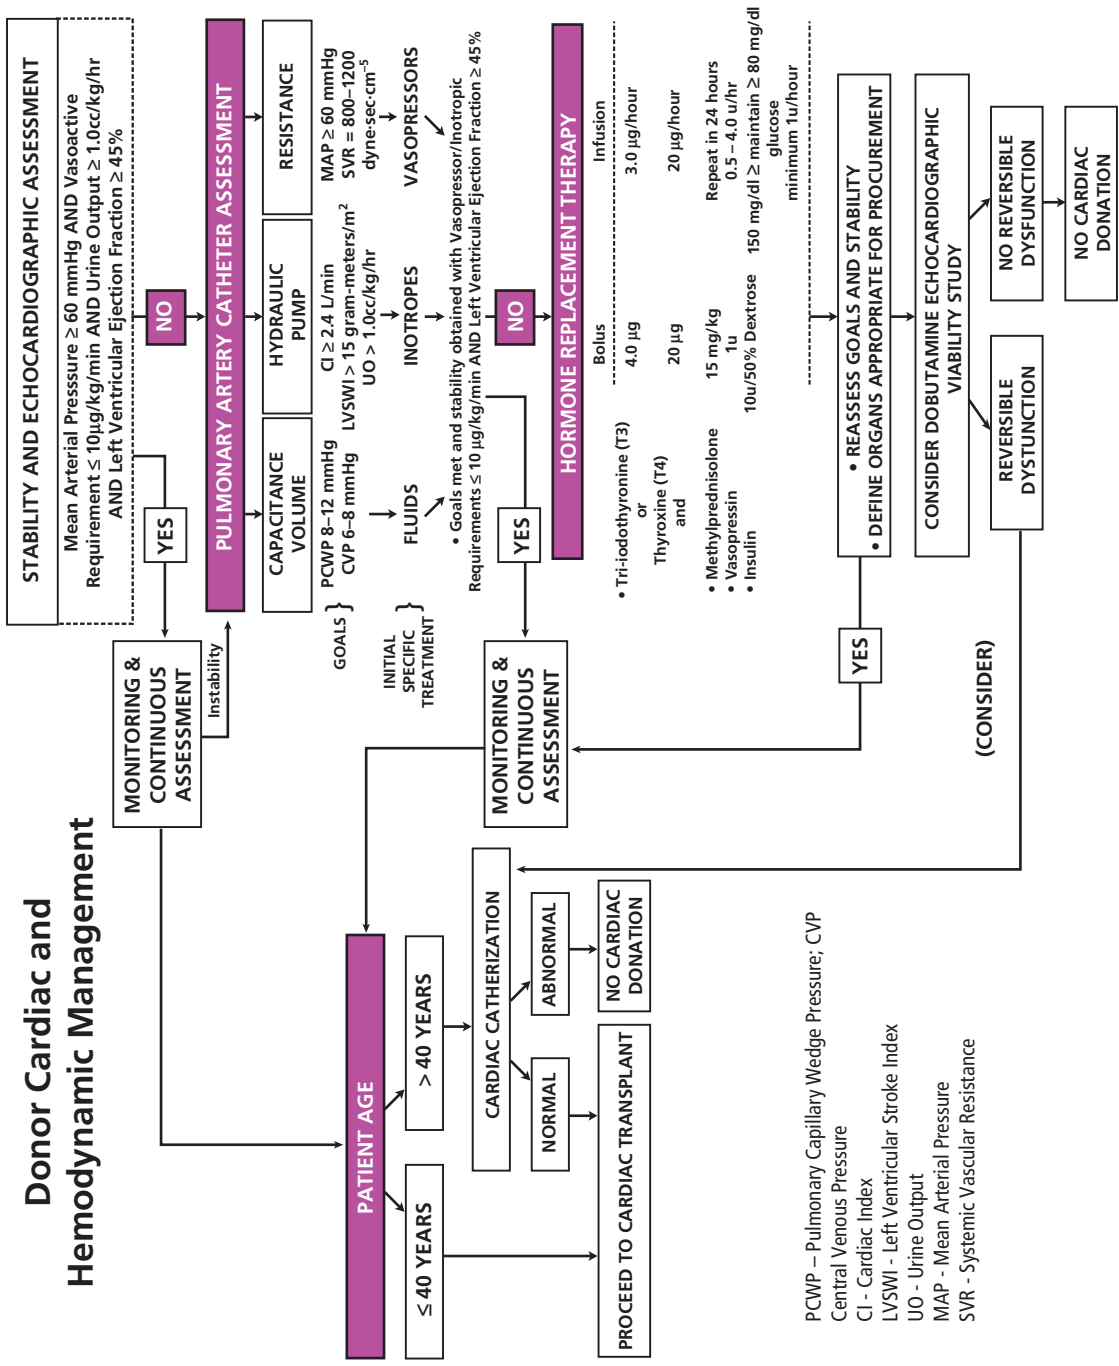 Donor Cardiac and
Hemodynamic Management
STABILITY AND ECHOCARDIOGRAPHIC ASSESSMENT
Mean Arterial Presssure ≥ 60 mmHg AND Vasoactive
Requirement ≤ 10µg/kg/min AND Urine Output ≥ 1.0cc/kg/hr
AND Left Ventricular Ejection Fraction ≥ 45%
YES
NO
MONITORING &
CONTINUOUS
ASSESSMENT
Instability
PULMONARY ARTERY CATHETER ASSESSMENT
CAPACITANCE
VOLUME
HYDRAULIC
PUMP
RESISTANCE
GOALS }
PCWP 8–12 mmHg
CVP 6–8 mmHg
CI ≥ 2.4 L/min
LVSWI > 15 gram-meters/m²
UO > 1.0cc/kg/hr
MAP ≥ 60 mmHg
SVR = 800–1200
dyne·sec·cm⁻⁵
INITIAL
SPECIFIC
TREATMENT
}
FLUIDS
INOTROPES
VASOPRESSORS
• Goals met and stability obtained with Vasopressor/Inotropic
Requirements ≤ 10 µg/kg/min AND Left Ventricular Ejection Fraction ≥ 45%
YES
NO
MONITORING &
CONTINUOUS
ASSESSMENT
HORMONE REPLACEMENT THERAPY
Bolus Infusion
• Tri-iodothyronine (T3) 4.0 µg 3.0 µg/hour
or
Thyroxine (T4) 20 µg 20 µg/hour
and
• Methylprednisolone 15 mg/kg Repeat in 24 hours
• Vasopressin 1u 0.5 – 4.0 u/hr
• Insulin 10u/50% Dextrose 150 mg/dl ≥ maintain ≥ 80 mg/dl
glucose
minimum 1u/hour
• REASSESS GOALS AND STABILITY
• DEFINE ORGANS APPROPRIATE FOR PROCUREMENT
YES
CONSIDER DOBUTAMINE ECHOCARDIOGRAPHIC
VIABILITY STUDY
REVERSIBLE
DYSTUNCTION
NO REVERSIBLE
DYSFUNCTION
NO CARDIAC
DONATION
(CONSIDER)
PATIENT AGE
≤ 40 YEARS
> 40 YEARS
CARDIAC CATHERIZATION
NORMAL
ABNORMAL
PROCEED TO CARDIAC TRANSPLANT
NO CARDIAC
DONATION
PCWP – Pulmonary Capillary Wedge Pressure; CVP
Central Venous Pressure
CI - Cardiac Index
LVSWI - Left Ventricular Stroke Index
UO - Urine Output
MAP - Mean Arterial Pressure
SVR - Systemic Vascular Resistance